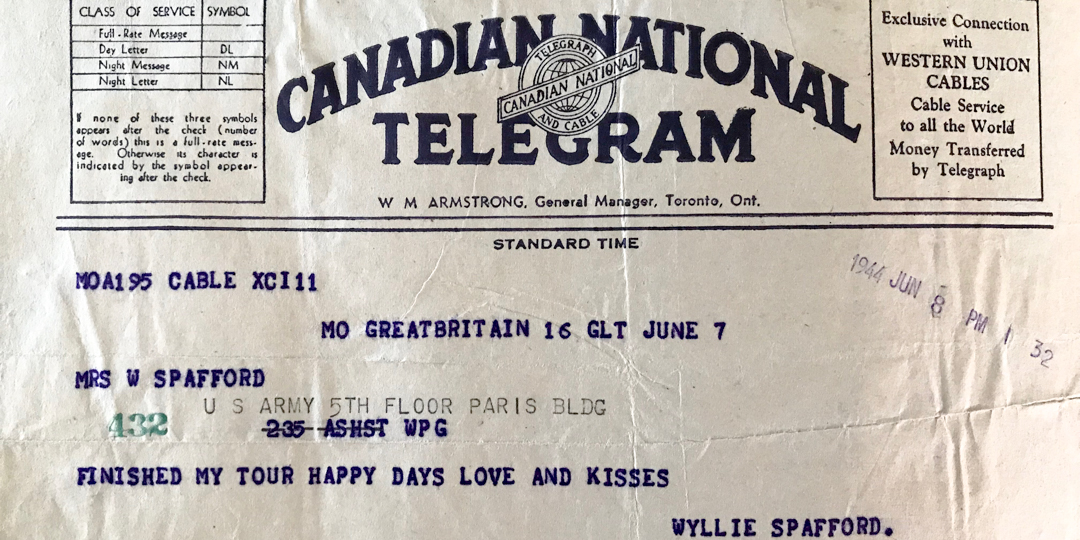 CLASS OF SERVICE SYMBOL
Full-Rate Message
Day Letter DL
Night Message NM
Night Letter NL
If none of these three symbols
appears after the check (number
of words) this is a full-rate mess-
age. Otherwise its character is
indicated by the symbol appear-
ing after the check.
CANADIAN NATIONAL
TELEGRAPH
CANADIAN NATIONAL
AND CABLE
TELEGRAM
W M ARMSTRONG, General Manager, Toronto, Ont.
Exclusive Connection
with
WESTERN UNION
CABLES
Cable Service
to all the World
Money Transferred
by Telegraph
STANDARD TIME
1944 JUN 8 PM 1 32
MOA195 CABLE XCI11
MO GREATBRITAIN 16 GLT JUNE 7
MRS W SPAFFORD
U S ARMY 5TH FLOOR PARIS BLDG
432 235 ASHST WPG
FINISHED MY TOUR HAPPY DAYS LOVE AND KISSES
WYLLIE SPAFFORD.